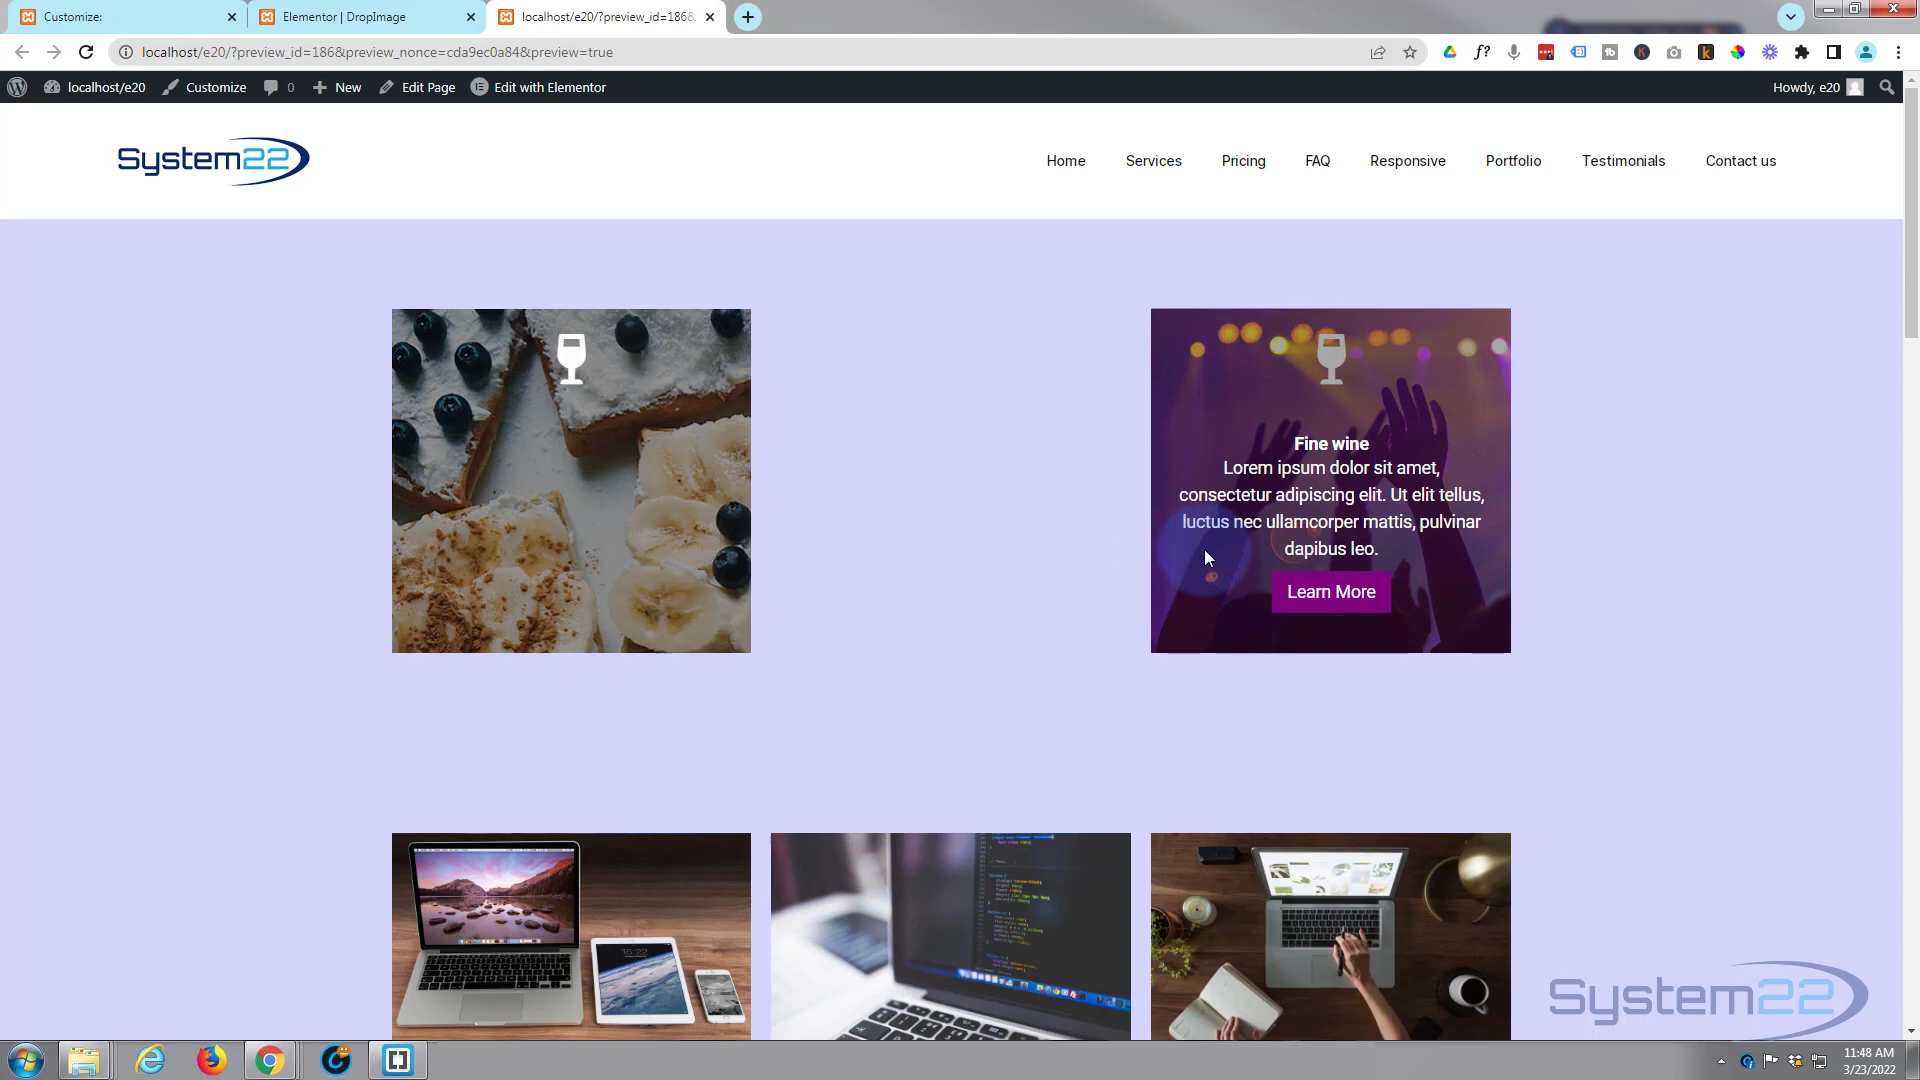 Customize:
Elementor | DropImage
localhost/e20/?preview_id=186&
localhost/e20/?preview_id=186&preview_nonce=cda9ec0a84&preview=true
localhost/e20
Customize
0
New
Edit Page
Edit with Elementor
Howdy, e20
System22
Home
Services
Pricing
FAQ
Responsive
Portfolio
Testimonials
Contact us
Fine wine
Lorem ipsum dolor sit amet,
consectetur adipiscing elit. Ut elit tellus,
luctus nec ullamcorper mattis, pulvinar
dapibus leo.
Learn More
15:22
System22
11:48 AM
3/23/2022